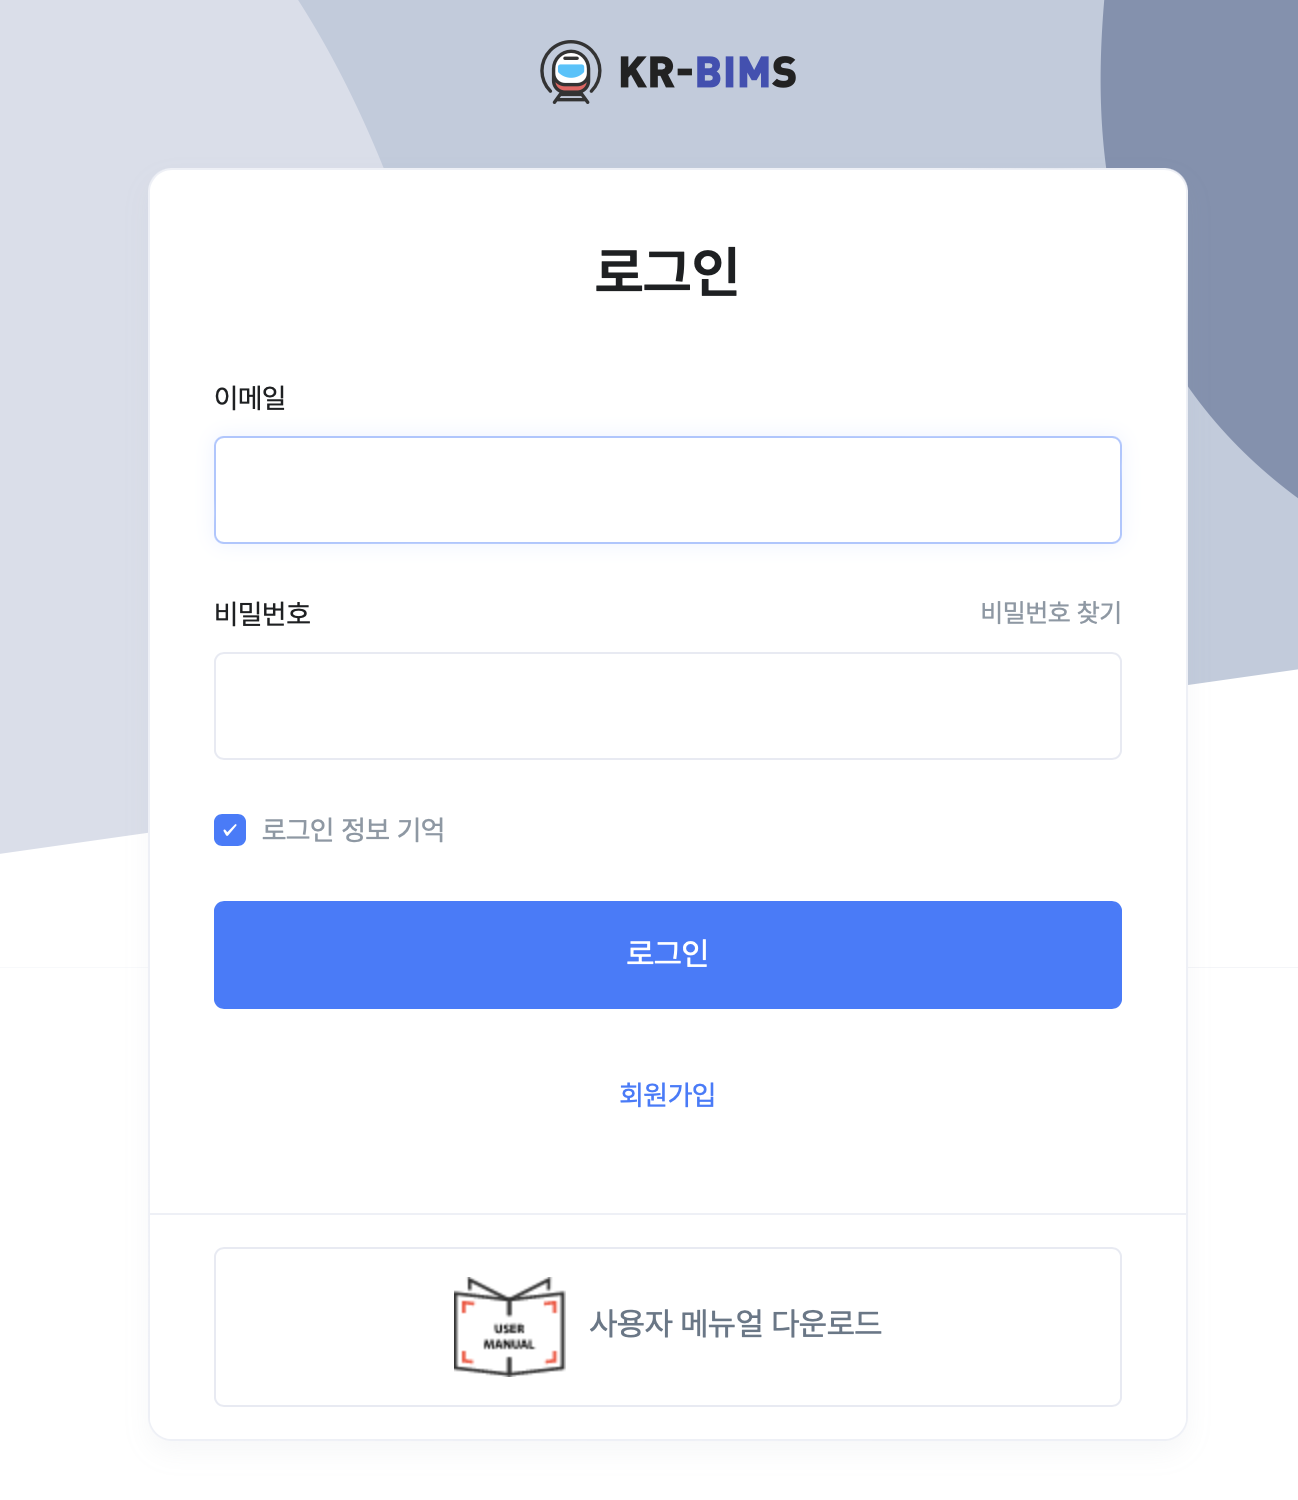 KR-BIMS
로그인
이메일
비밀번호
비밀번호 찾기
로그인 정보 기억
로그인
회원가입
USER
MANUAL
사용자 메뉴얼 다운로드